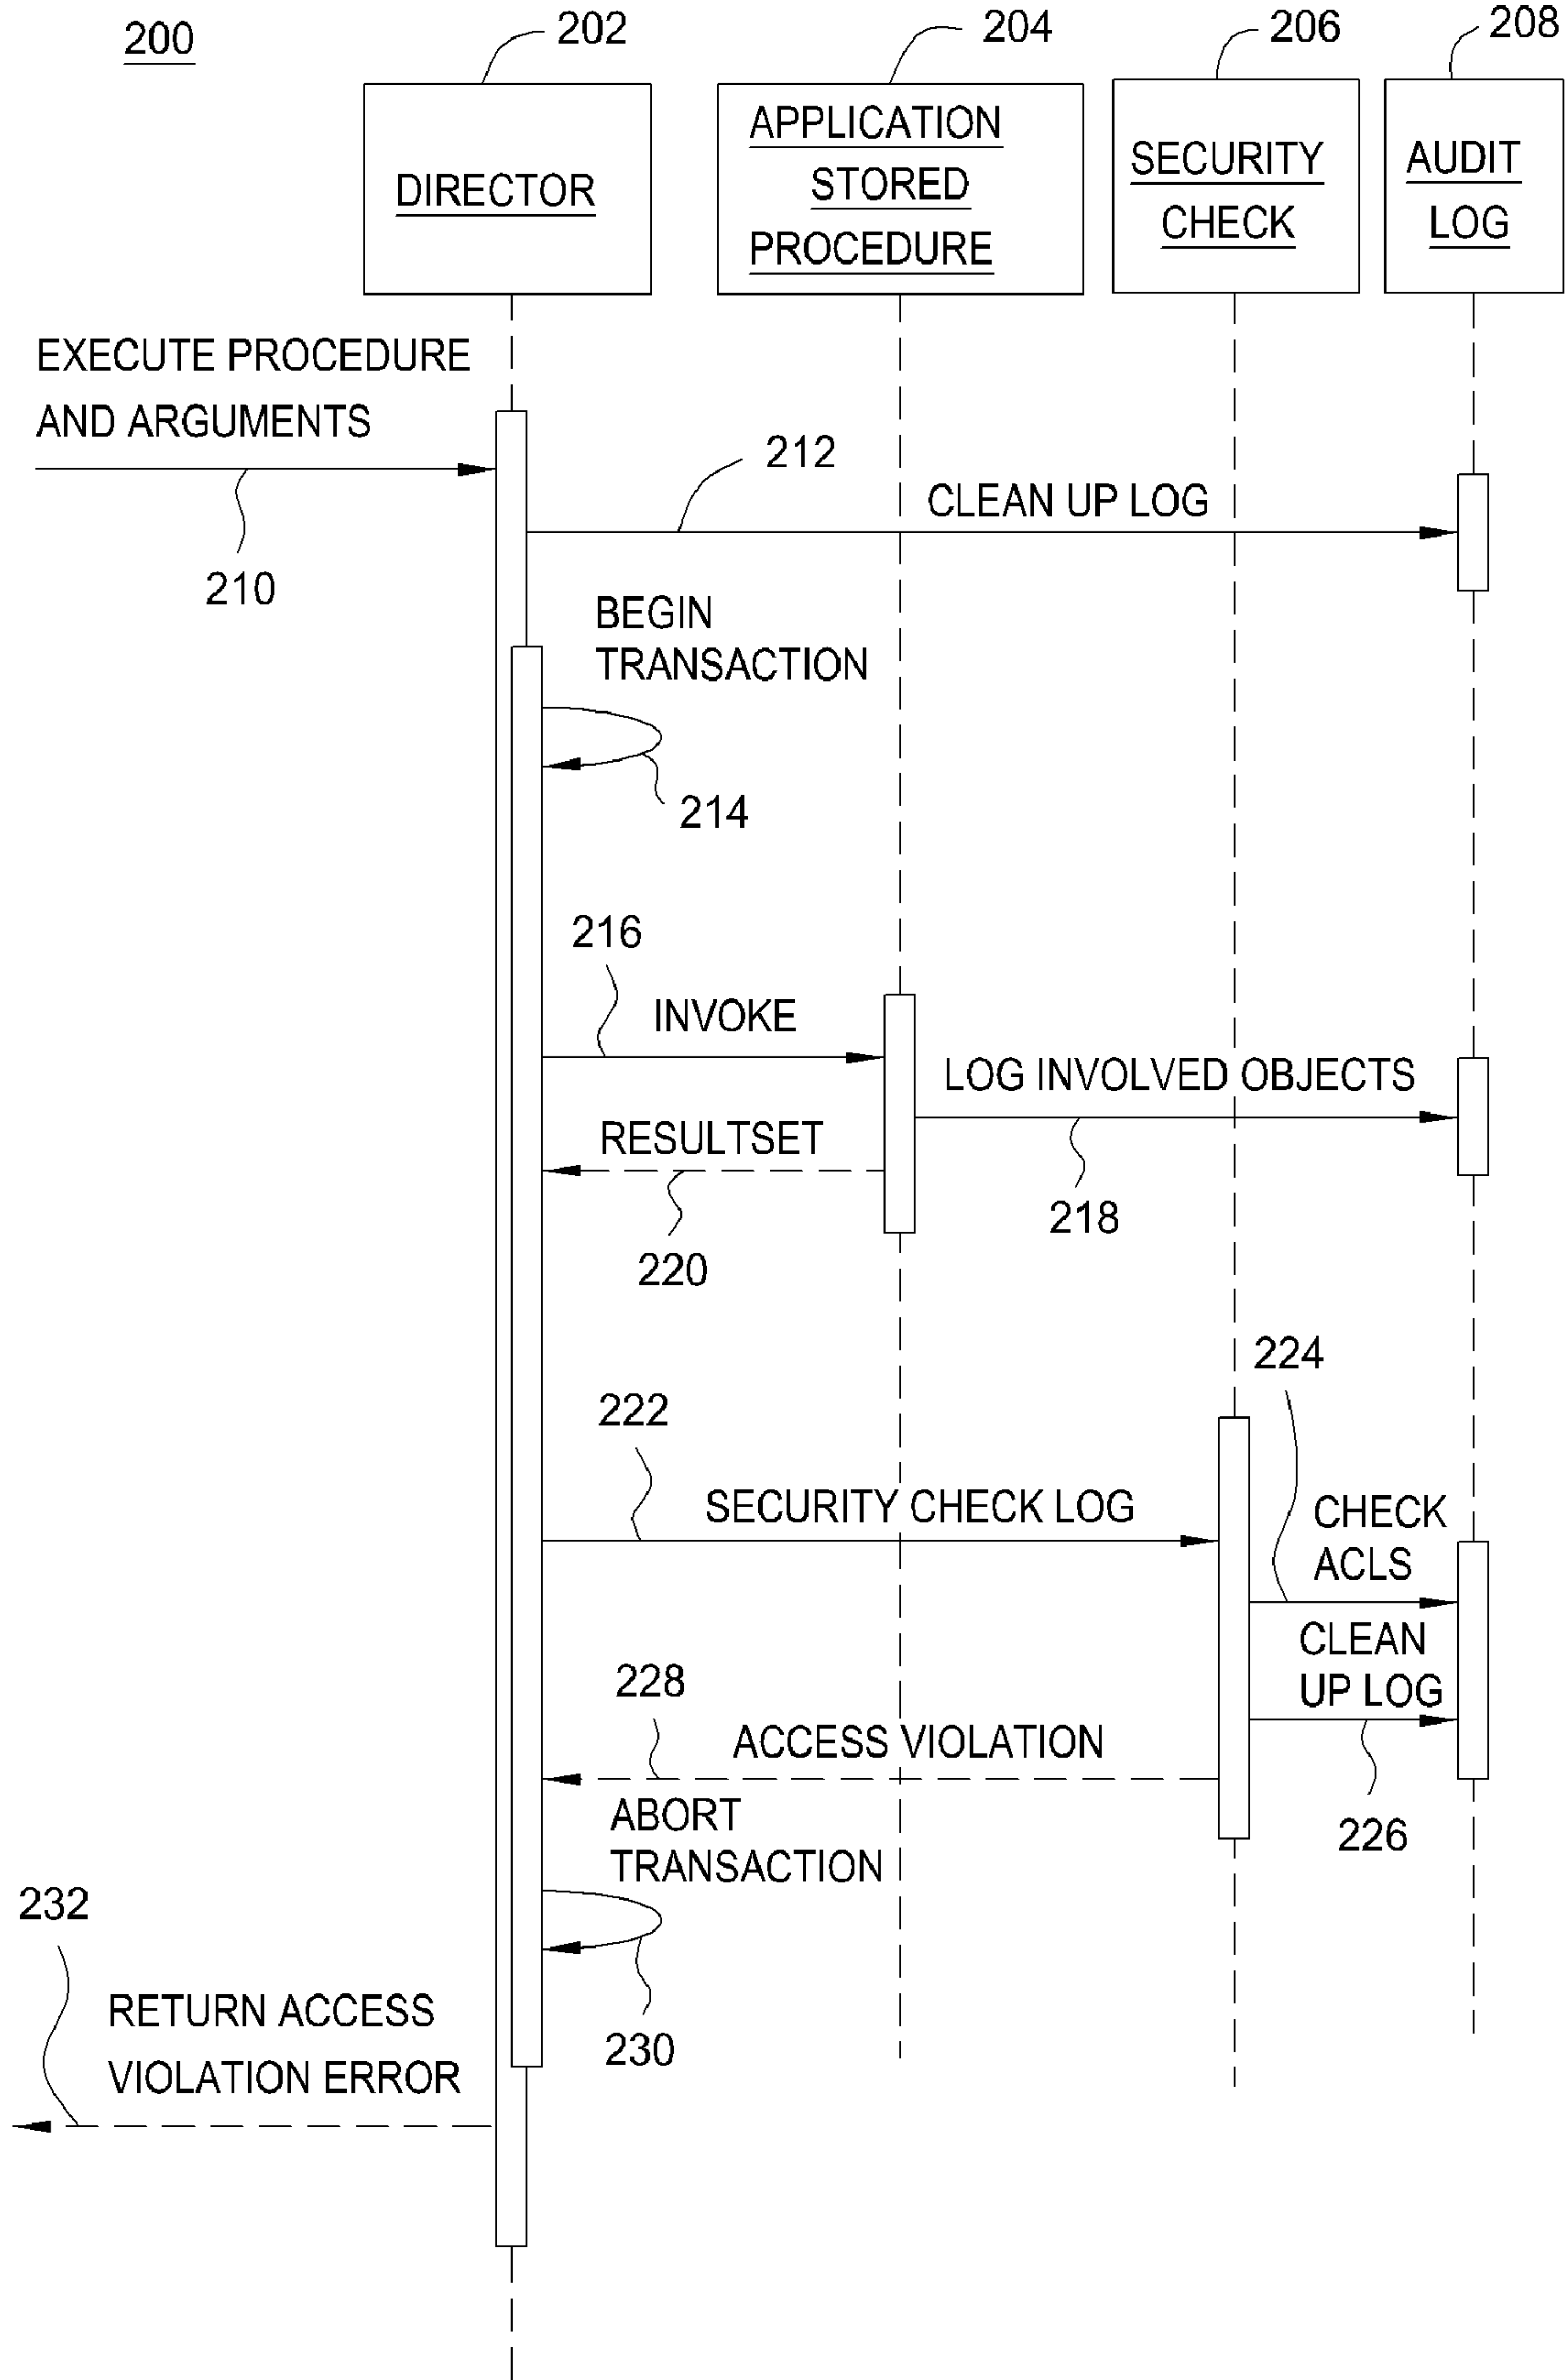 200
202
204
206
208
DIRECTOR
APPLICATION
STORED
PROCEDURE
SECURITY
CHECK
AUDIT
LOG
EXECUTE PROCEDURE
AND ARGUMENTS
210
212
CLEAN UP LOG
BEGIN
TRANSACTION
214
216
INVOKE
LOG INVOLVED OBJECTS
218
RESULTSET
220
222
SECURITY CHECK LOG
224
CHECK
ACLS
CLEAN
UP LOG
226
228
ACCESS VIOLATION
ABORT
TRANSACTION
230
232
RETURN ACCESS
VIOLATION ERROR